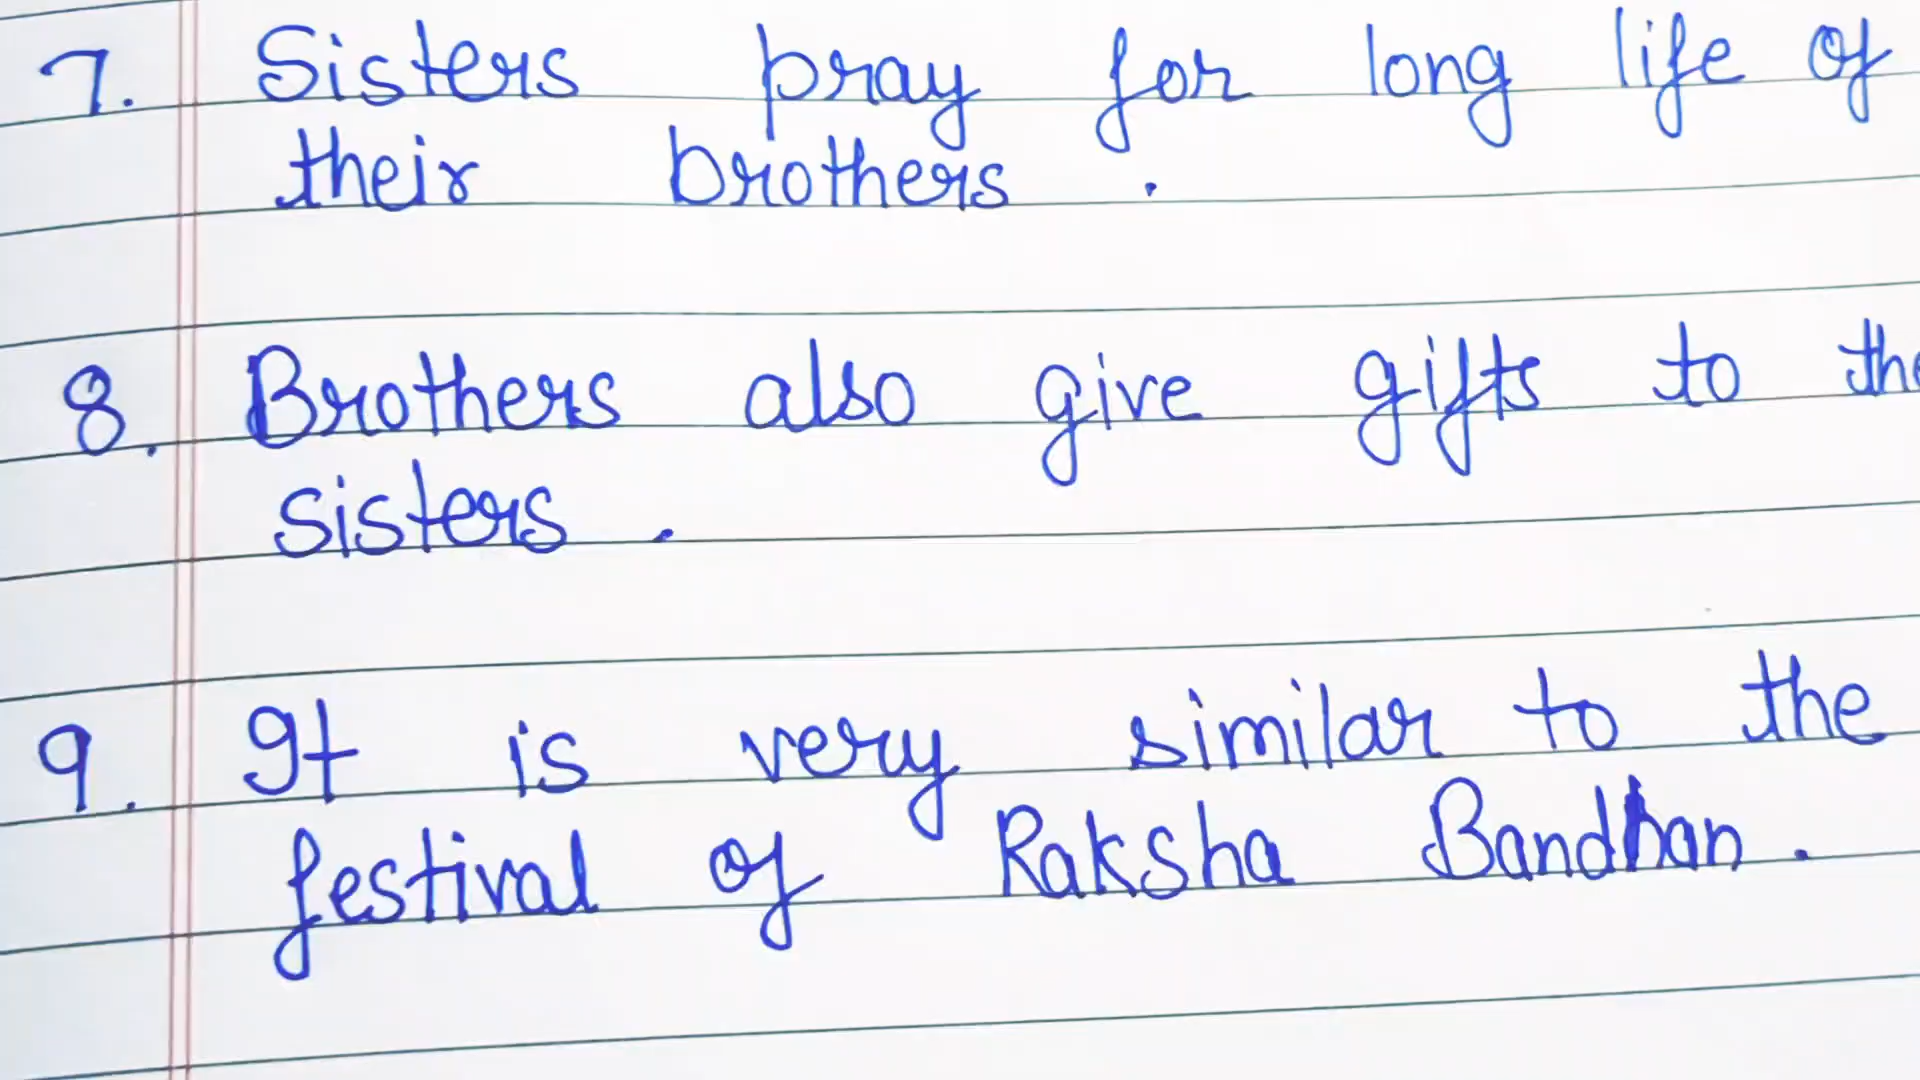 7. Sisters pray for long life of
their brothers .
8. Brothers also give gifts to
sisters .
9. It is very similar to the
festival of Raksha Bandhan .